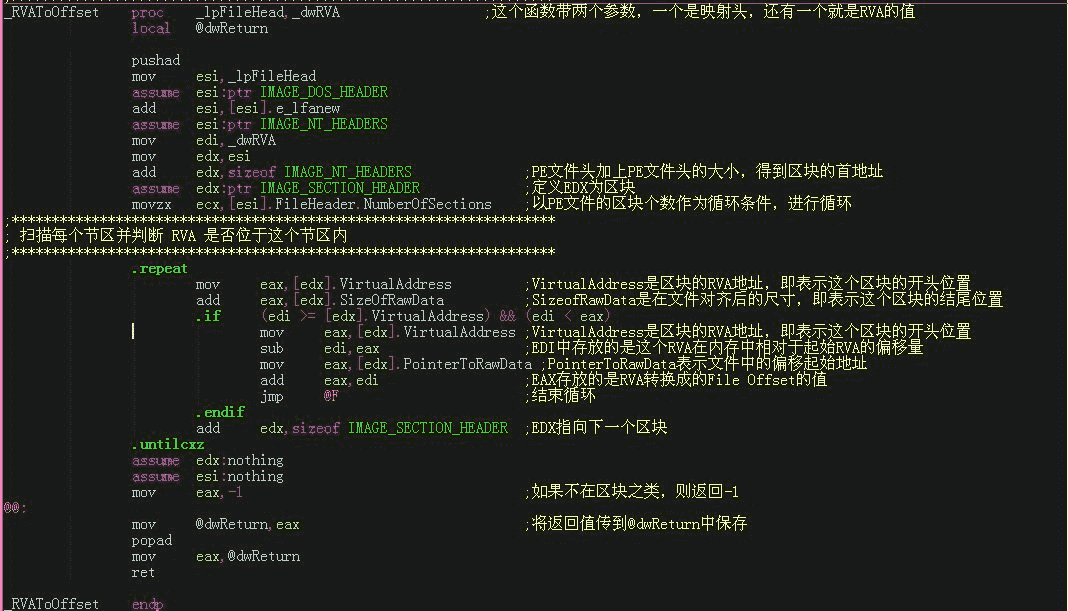 _RVAToOffset proc _lpFileHead,_dwRVA ;这个函数带两个参数，一个是映射头，还有一个就是RVA的值
local @dwReturn
pushad
mov esi,_lpFileHead
assume esi:ptr IMAGE_DOS_HEADER
add esi,[esi].e_lfanew
assume esi:ptr IMAGE_NT_HEADERS
mov edi,_dwRVA
mov edx,esi
add edx,sizeof IMAGE_NT_HEADERS ;PE文件头加上PE文件头的大小，得到区块的首地址
assume edx:ptr IMAGE_SECTION_HEADER ;定义EDX为区块
movzx ecx,[esi].FileHeader.NumberOfSections ;以PE文件的区块个数作为循环条件，进行循环
;********************************************************************
; 扫描每个节区并判断 RVA 是否位于这个节区内
;********************************************************************
.repeat
mov eax,[edx].VirtualAddress ;VirtualAddress是区块的RVA地址，即表示这个区块的开头位置
add eax,[edx].SizeOfRawData ;SizeofRawData是在文件对齐后的尺寸，即表示这个区块的结尾位置
.if (edi >= [edx].VirtualAddress) && (edi < eax)
mov eax,[edx].VirtualAddress ;VirtualAddress是区块的RVA地址，即表示这个区块的开头位置
sub edi,eax ;EDI中存放的是这个RVA在内存中相对于起始RVA的偏移量
mov eax,[edx].PointerToRawData ;PointerToRawData表示文件中的偏移起始地址
add eax,edi ;EAX存放的是RVA转换成的File Offset的值
jmp @F ;结束循环
.endif
add edx,sizeof IMAGE_SECTION_HEADER ;EDX指向下一个区块
.untilcxz
assume edx:nothing
assume esi:nothing
mov eax,-1 ;如果不在区块之类，则返回-1
@@:
mov @dwReturn,eax ;将返回值传到@dwReturn中保存
popad
mov eax,@dwReturn
ret
_RVAToOffset endp